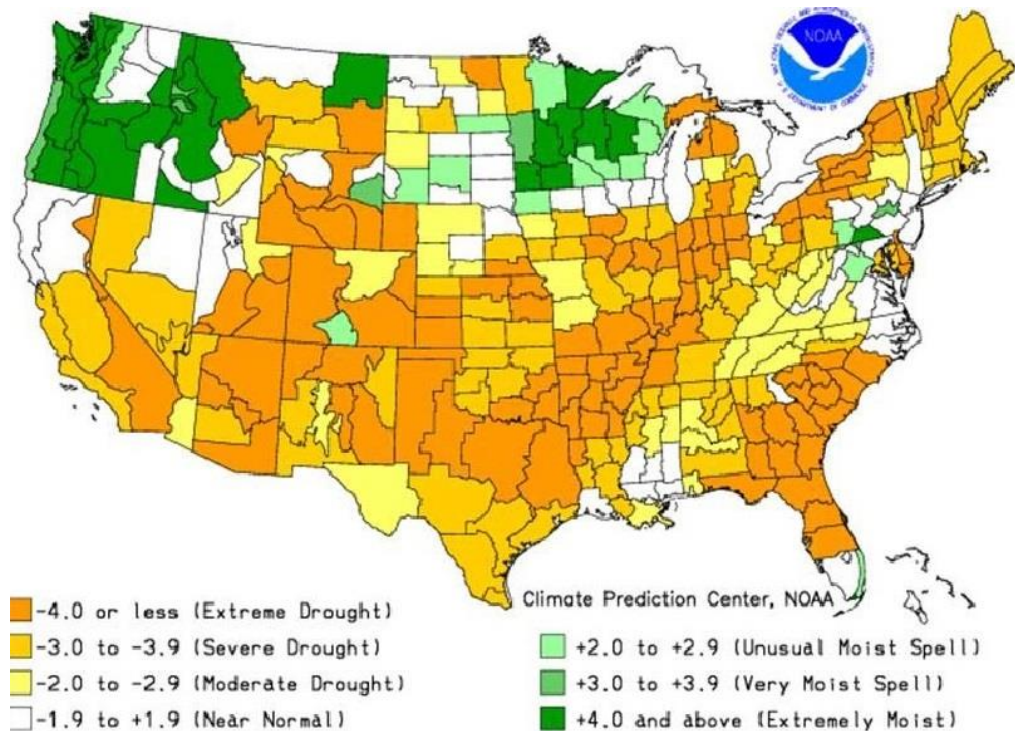 NOAA
-4.0 or less (Extreme Drought)
-3.0 to -3.9 (Severe Drought)
-2.0 to -2.9 (Moderate Drought)
-1.9 to +1.9 (Near Normal)
Climate Prediction Center, NOAA
+2.0 to +2.9 (Unusual Moist Spell)
+3.0 to +3.9 (Very Moist Spell)
+4.0 and above (Extremely Moist)